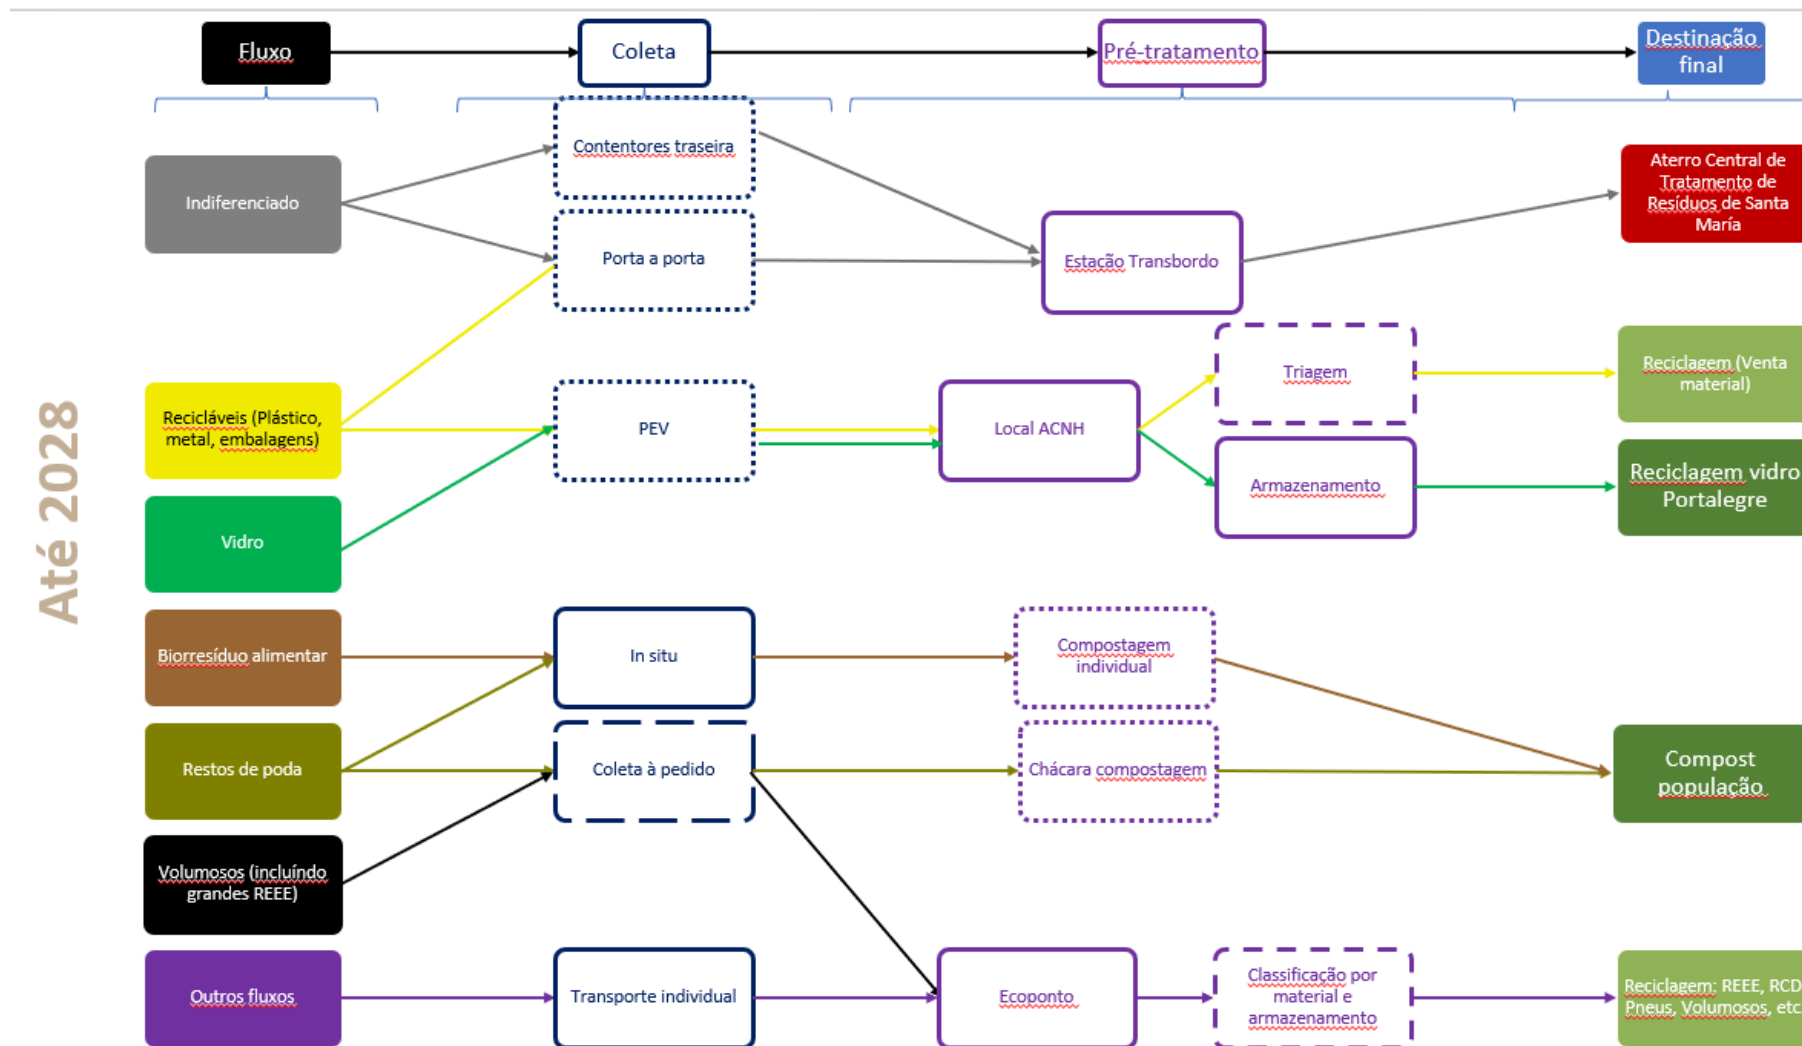 Fluxo
Coleta
Pré-tratamento
Destinação
final
Até 2028
Indiferenciado
Contentores traseira
Porta a porta
Estação Transbordo
Aterro Central de
Tratamento de
Resíduos de Santa
María
Recicláveis (Plástico,
metal, embalagens)
PEV
Local ACNH
Triagem
Reciclagem (Venta
material)
Vidro
Armazenamento
Reciclagem vidro
Portalegre
Biorresíduo alimentar
In situ
Compostagem
individual
Restos de poda
Coleta à pedido
Chácara compostagem
Compost
população
Volumosos (incluíndo
grandes REEE)
Outros fluxos
Transporte individual
Ecoponto
Classificação por
material e
armazenamento
Reciclagem: REEE, RCD
Pneus, Volumosos, etc